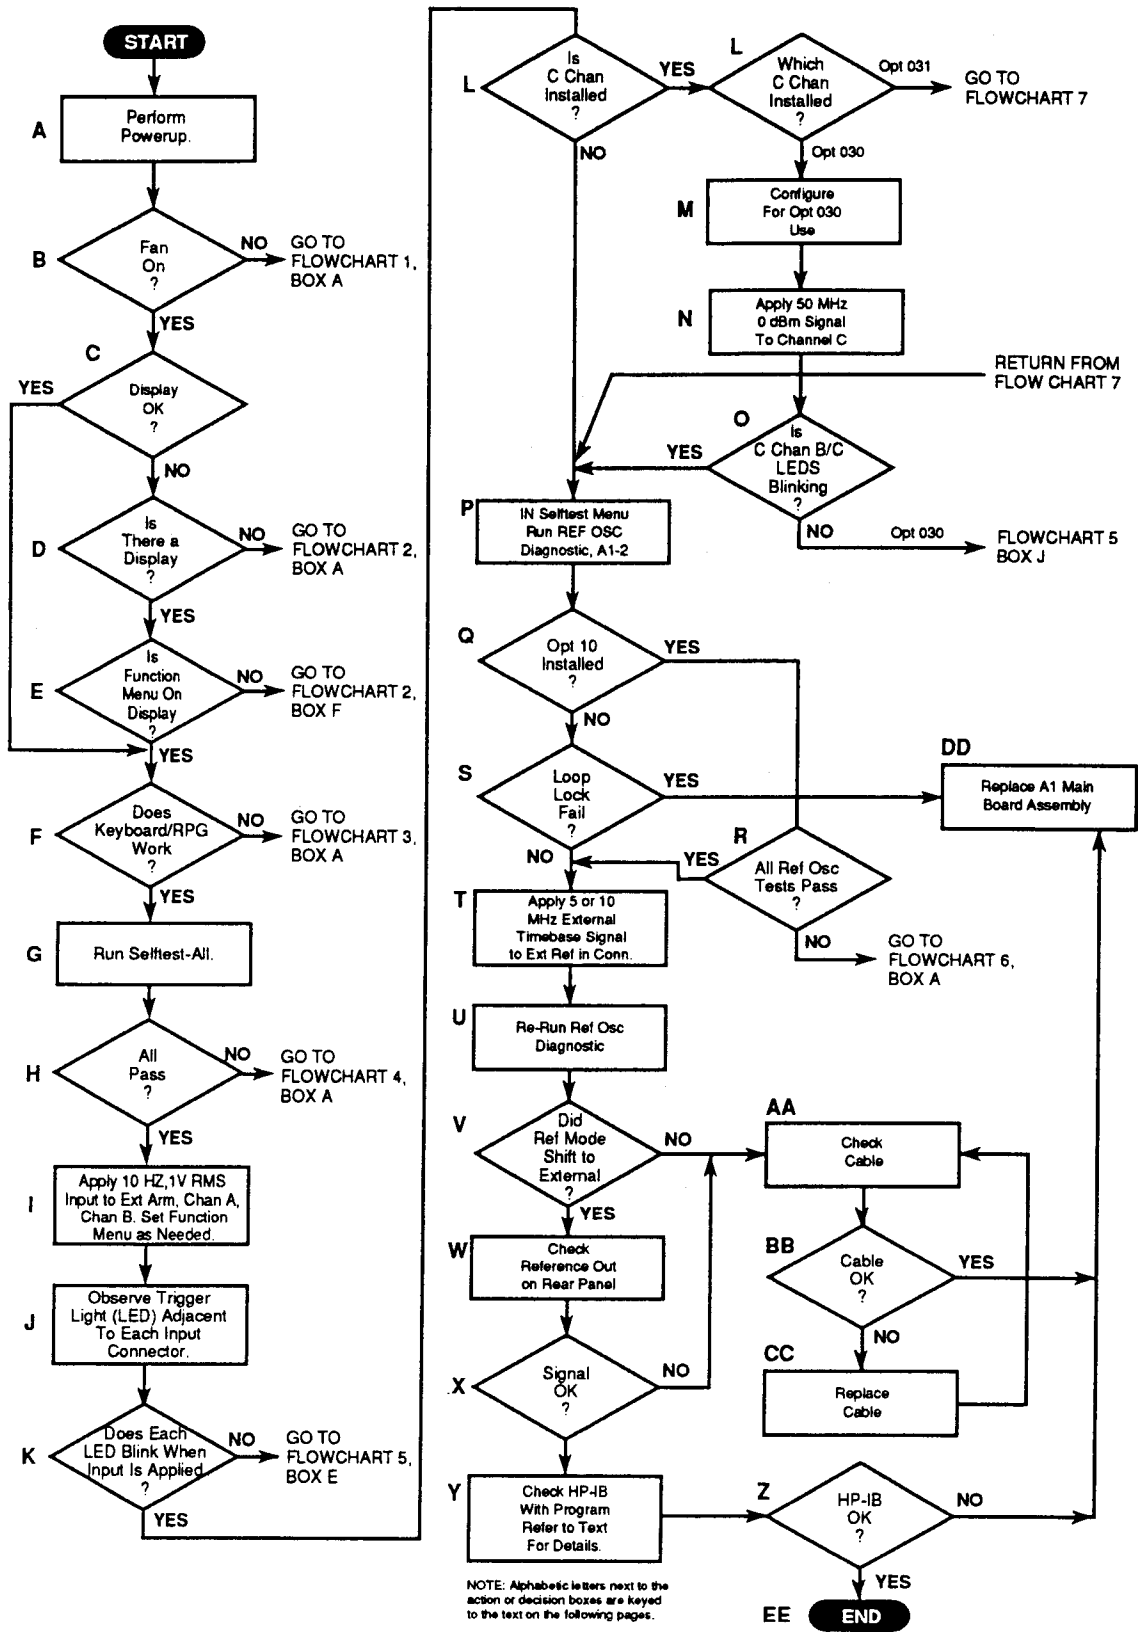 START
A
Perform
Powerup.
B
Fan
On
?
NO
GO TO
FLOWCHART 1,
BOX A
YES
C
YES
Display
OK
?
NO
D
Is
There a
Display
?
NO
GO TO
FLOWCHART 2,
BOX A
YES
E
Is
Function
Menu On
Display
?
NO
GO TO
FLOWCHART 2,
BOX F
YES
F
Does
Keyboard/RPG
Work
?
NO
GO TO
FLOWCHART 3,
BOX A
YES
G
Run Selftest-All.
H
All
Pass
?
NO
GO TO
FLOWCHART 4,
BOX A
YES
I
Apply 10 HZ,1V RMS
Input to Ext Arm, Chan A,
Chan B. Set Function
Menu as Needed.
J
Observe Trigger
Light (LED) Adjacent
To Each Input
Connector.
K
Does Each
LED Blink When
Input Is Applied
?
NO
GO TO
FLOWCHART 5,
BOX E
YES
L
Is
C Chan
Installed
?
YES
NO
L
Which
C Chan
Installed
?
Opt 031
GO TO
FLOWCHART 7
Opt 030
M
Configure
For Opt 030
Use
N
Apply 50 MHz
0 dBm Signal
To Channel C
RETURN FROM
FLOW CHART 7
O
Is
C Chan B/C
LEDS
Blinking
?
YES
NO
Opt 030
FLOWCHART 5
BOX J
P
IN Selftest Menu
Run REF OSC
Diagnostic, A1-2
Q
Opt 10
Installed
?
YES
NO
S
Loop
Lock
Fail
?
YES
NO
DD
Replace A1 Main
Board Assembly
R
All Ref Osc
Tests Pass
?
YES
NO
GO TO
FLOWCHART 6,
BOX A
T
Apply 5 or 10
MHz External
Timebase Signal
to Ext Ref in Conn.
U
Re-Run Ref Osc
Diagnostic
V
Did
Ref Mode
Shift to
External
?
NO
YES
AA
Check
Cable
W
Check
Reference Out
on Rear Panel
BB
Cable
OK
?
YES
NO
X
Signal
OK
?
NO
CC
Replace
Cable
Y
Check HP-IB
With Program
Refer to Text
For Details.
Z
HP-IB
OK
?
NO
YES
NOTE: Alphabetic letters next to the
action or decision boxes are keyed
to the text on the following pages.
EE
END